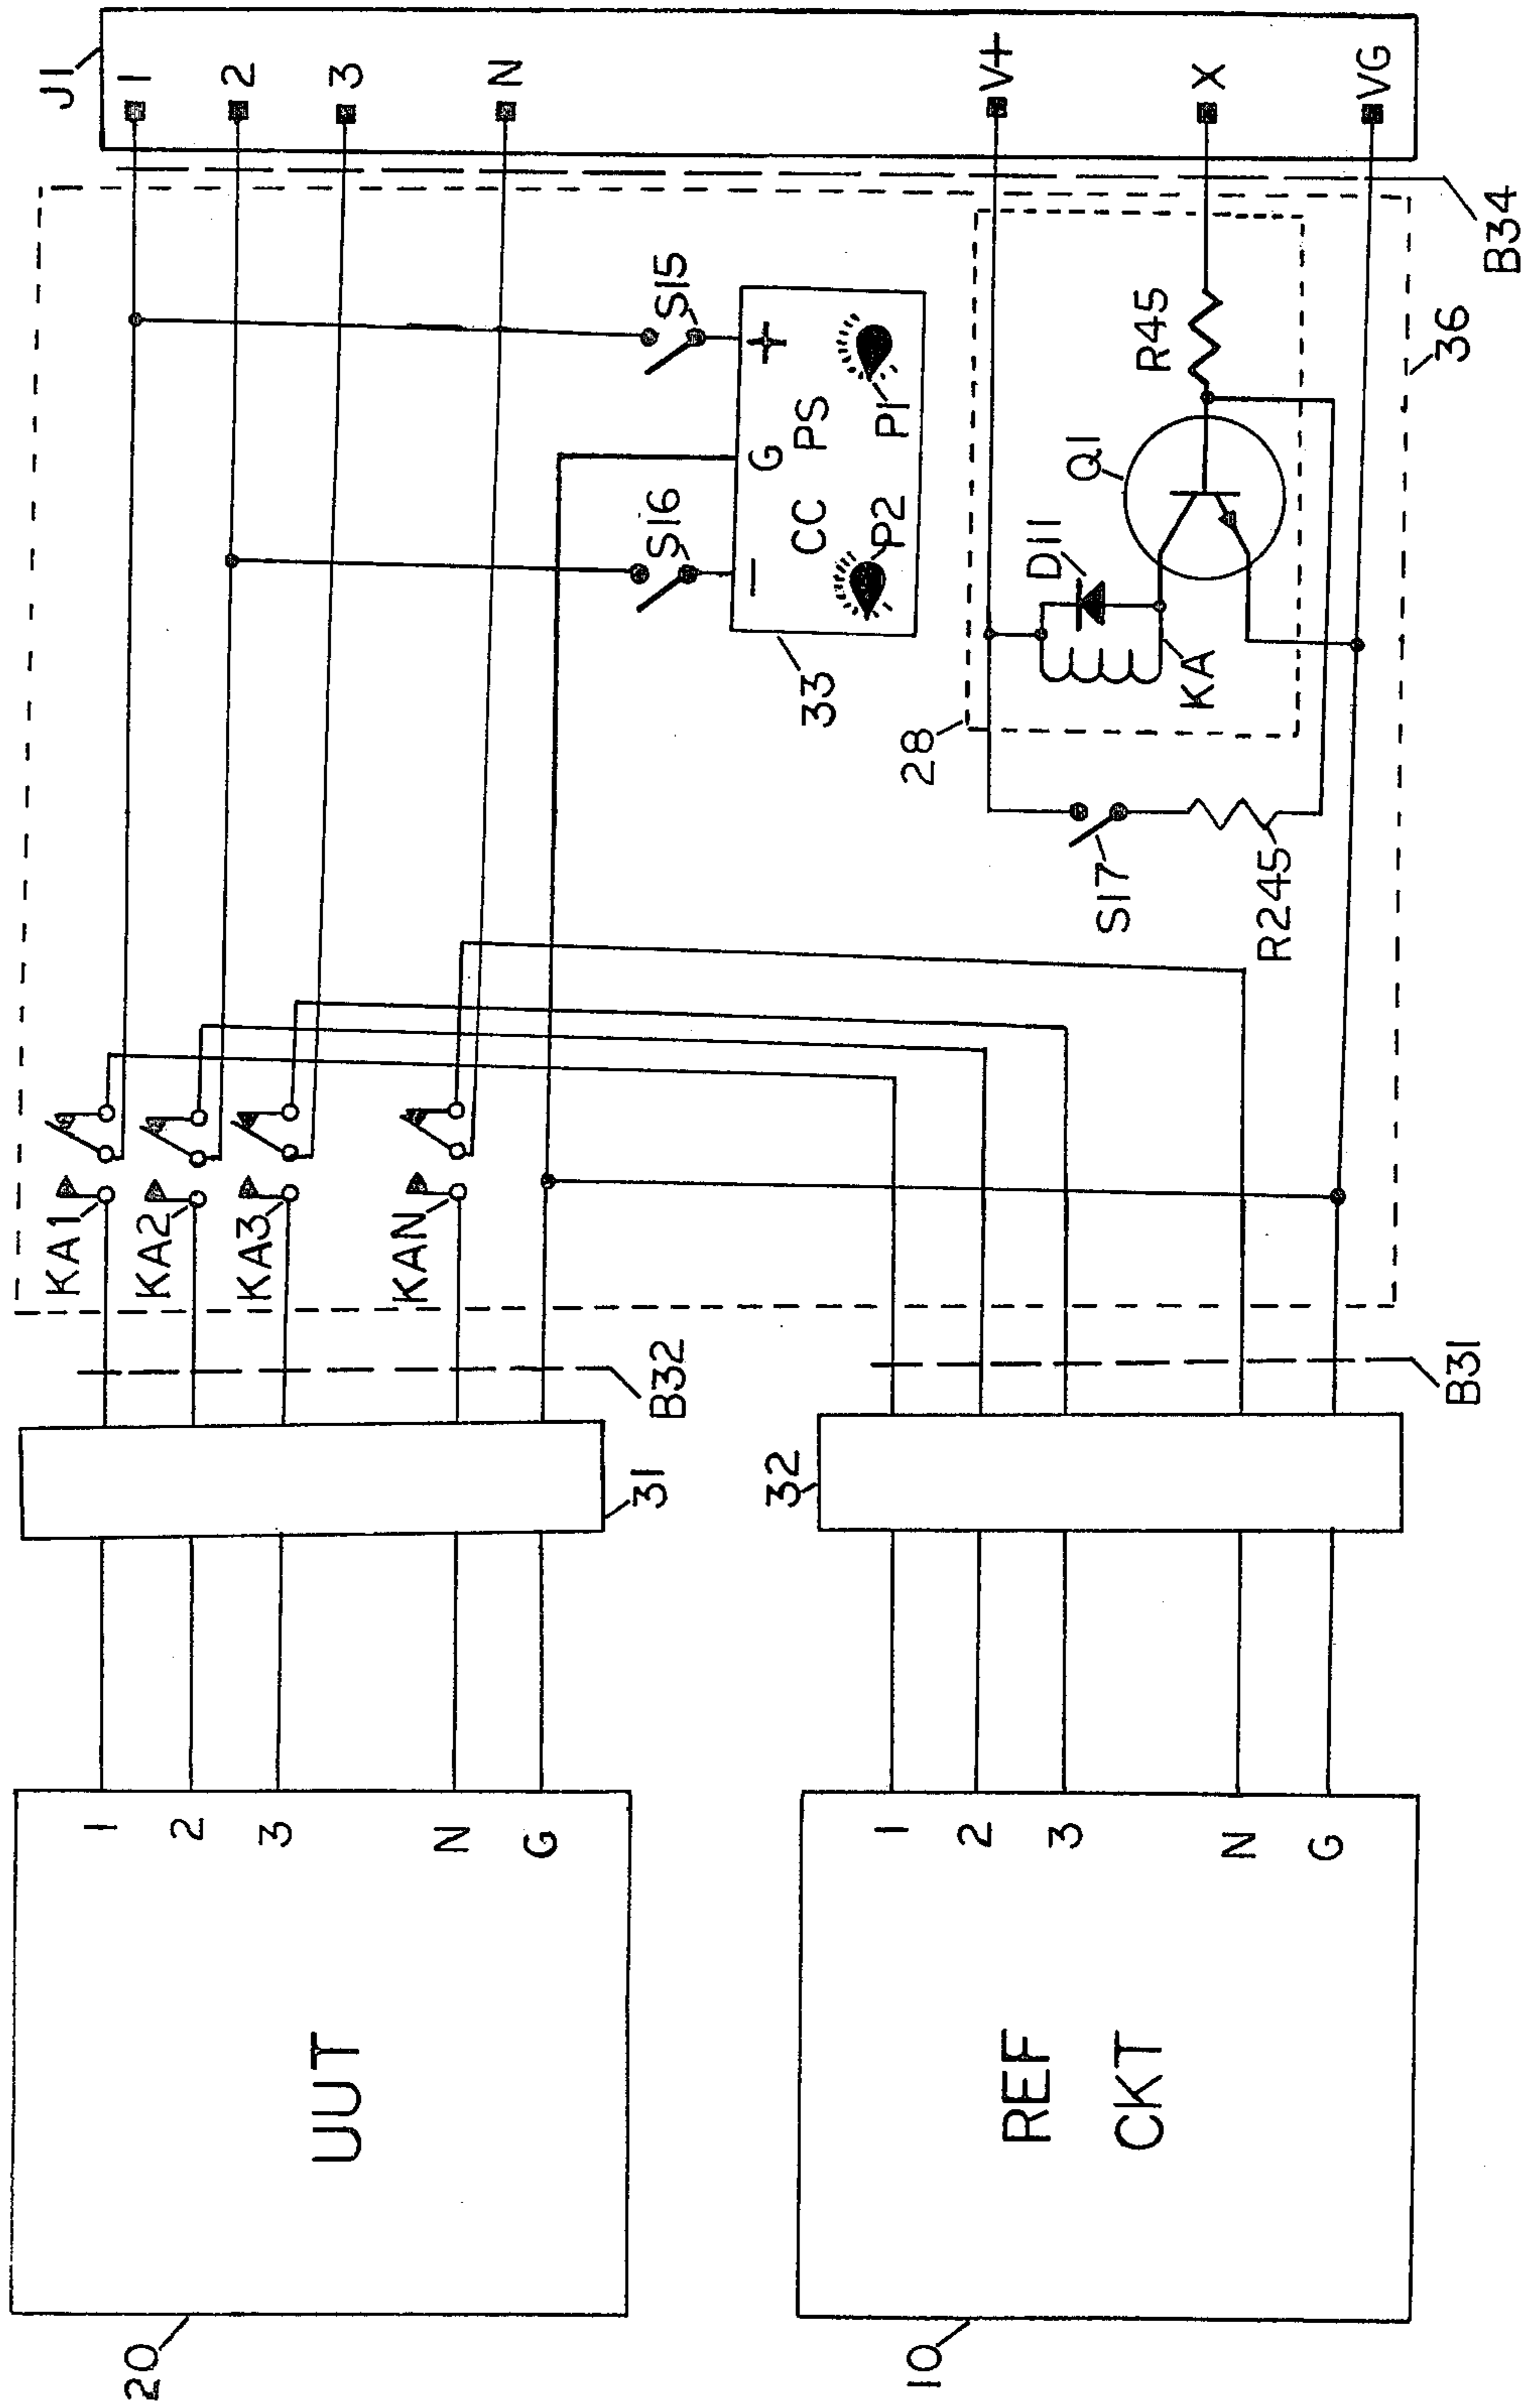 J1
1
2
3
N
V+
X
VG
B34
36
S15
S16
+
G
−
PS
CC
P1
P2
33
R45
Q1
D11
KA
28
S17
R245
KA1
KA2
KA3
KAN
B32
B31
31
32
1
2
3
N
G
UUT
20
1
2
3
N
G
REF
CKT
10